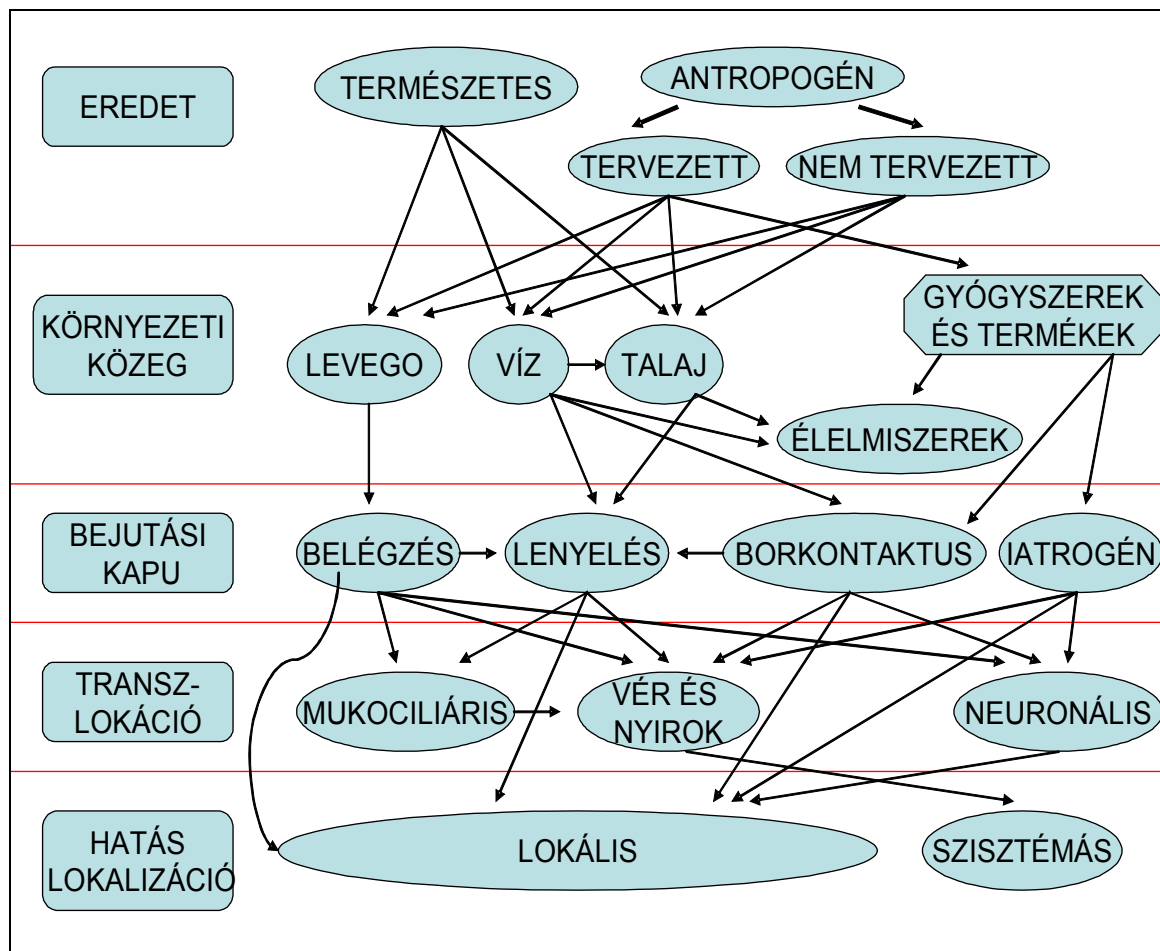 EREDET
TERMÉSZETES
ANTROPOGÉN
TERVEZETT
NEM TERVEZETT
KÖRNYEZETI
KÖZEG
LEVEGO
VÍZ
TALAJ
GYÓGYSZEREK
ÉS TERMÉKEK
ÉLELMISZEREK
BEJUTÁSI
KAPU
BELÉGZÉS
LENYELÉS
BORKONTAKTUS
IATROGÉN
TRANSZ-
LOKÁCIÓ
MUKOCILIÁRIS
VÉR ÉS
NYIROK
NEURONÁLIS
HATÁS
LOKALIZÁCIÓ
LOKÁLIS
SZISZTÉMÁS